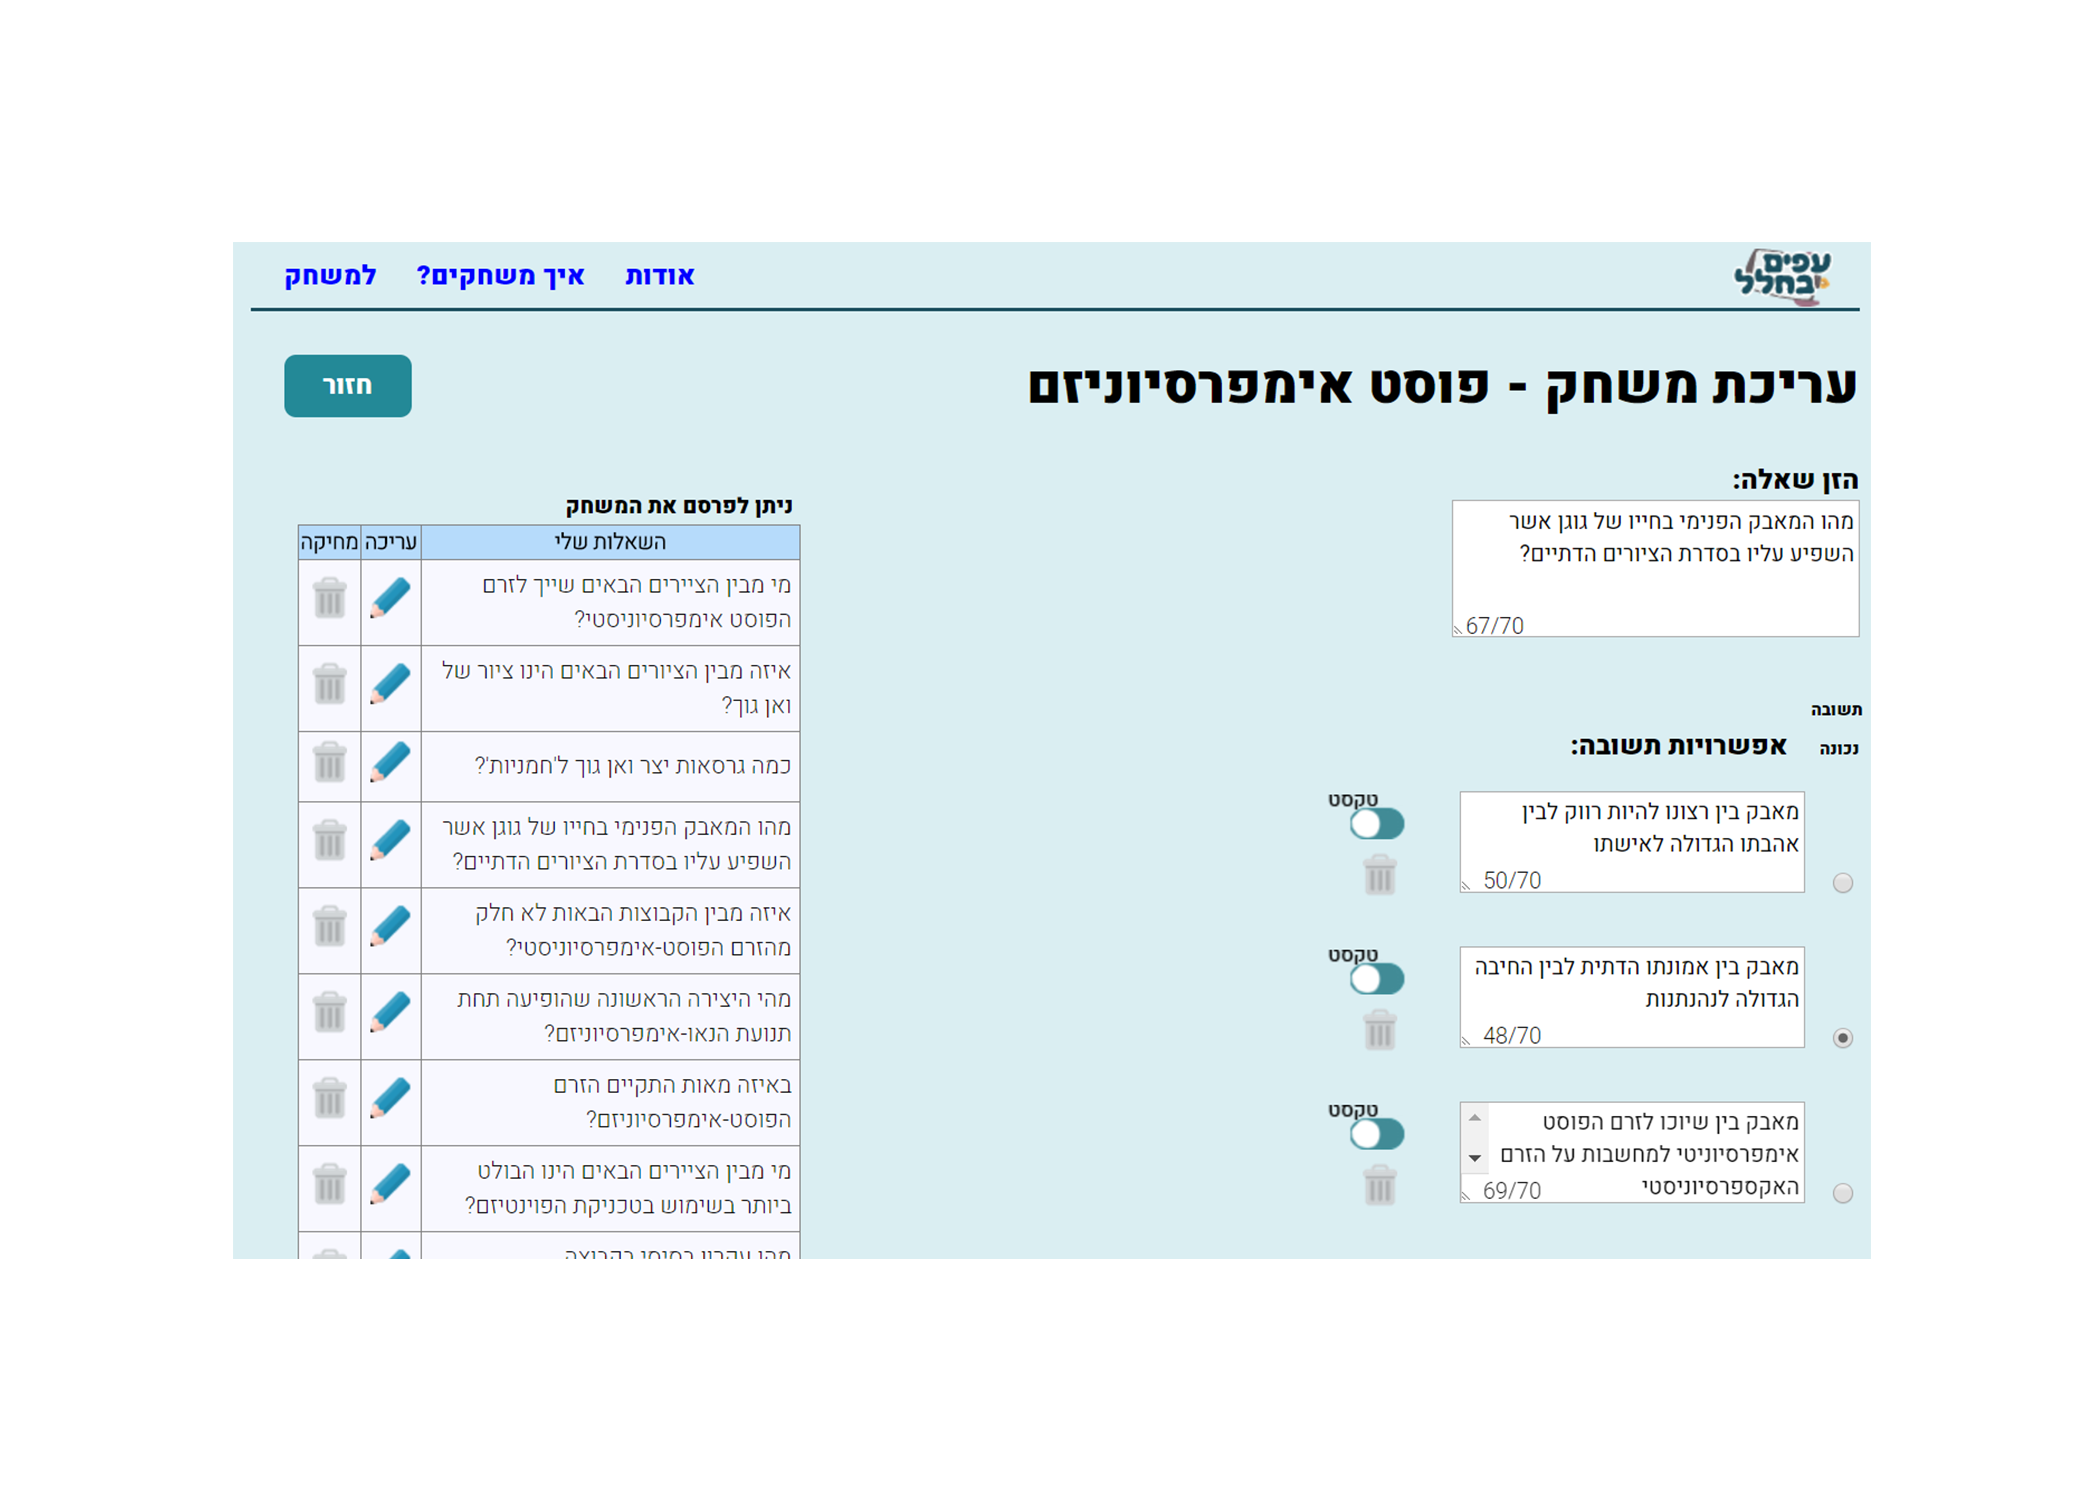 עפים
בחלל
אודות
איך משחקים?
למשחק
עריכת משחק - פוסט אימפרסיוניזם
חזור
הזן שאלה:
מהו המאבק הפנימי בחייו של גוגן אשר
השפיע עליו בסדרת הציורים הדתיים?
67/70
תשובה
נכונה
אפשרויות תשובה:
מאבק בין רצונו להיות רווק לבין
אהבתו הגדולה לאישתו
50/70
טקסט
מאבק בין אמונתו הדתית לבין החיבה
הגדולה לנהנתנות
48/70
טקסט
מאבק בין שיוכו לזרם הפוסט
אימפרסיוניטי למחשבות על הזרם
האקספרסיוניסטי
69/70
טקסט
ניתן לפרסם את המשחק
השאלות שלי
עריכה
מחיקה
מי מבין הציירים הבאים שייך לזרם
הפוסט אימפרסיוניסטי?
איזה מבין הציורים הבאים הינו ציור של
ואן גוך?
כמה גרסאות יצר ואן גוך ל'חמניות'?
מהו המאבק הפנימי בחייו של גוגן אשר
השפיע עליו בסדרת הציורים הדתיים?
איזה מבין הקבוצות הבאות לא חלק
מהזרם הפוסט-אימפרסיוניסטי?
מהי היצירה הראשונה שהופיעה תחת
תנועת הנאו-אימפרסיוניזם?
באיזה מאות התקיים הזרם
הפוסט-אימפרסיוניזם?
מי מבין הציירים הבאים הינו הבולט
ביותר בשימוש בטכניקת הפוינטיזם?
מהו עקרון בסיסי בקבוצה